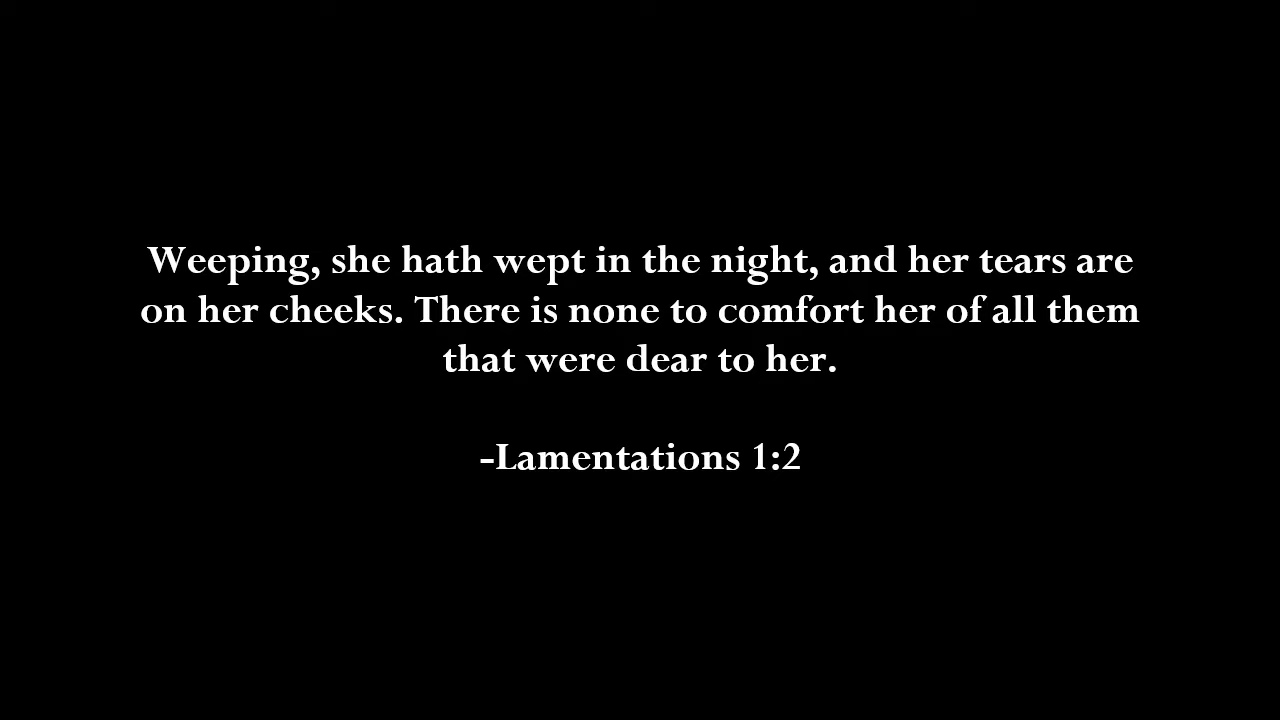 Weeping, she hath wept in the night, and her tears are
on her cheeks. There is none to comfort her of all them
that were dear to her.
-Lamentations 1:2